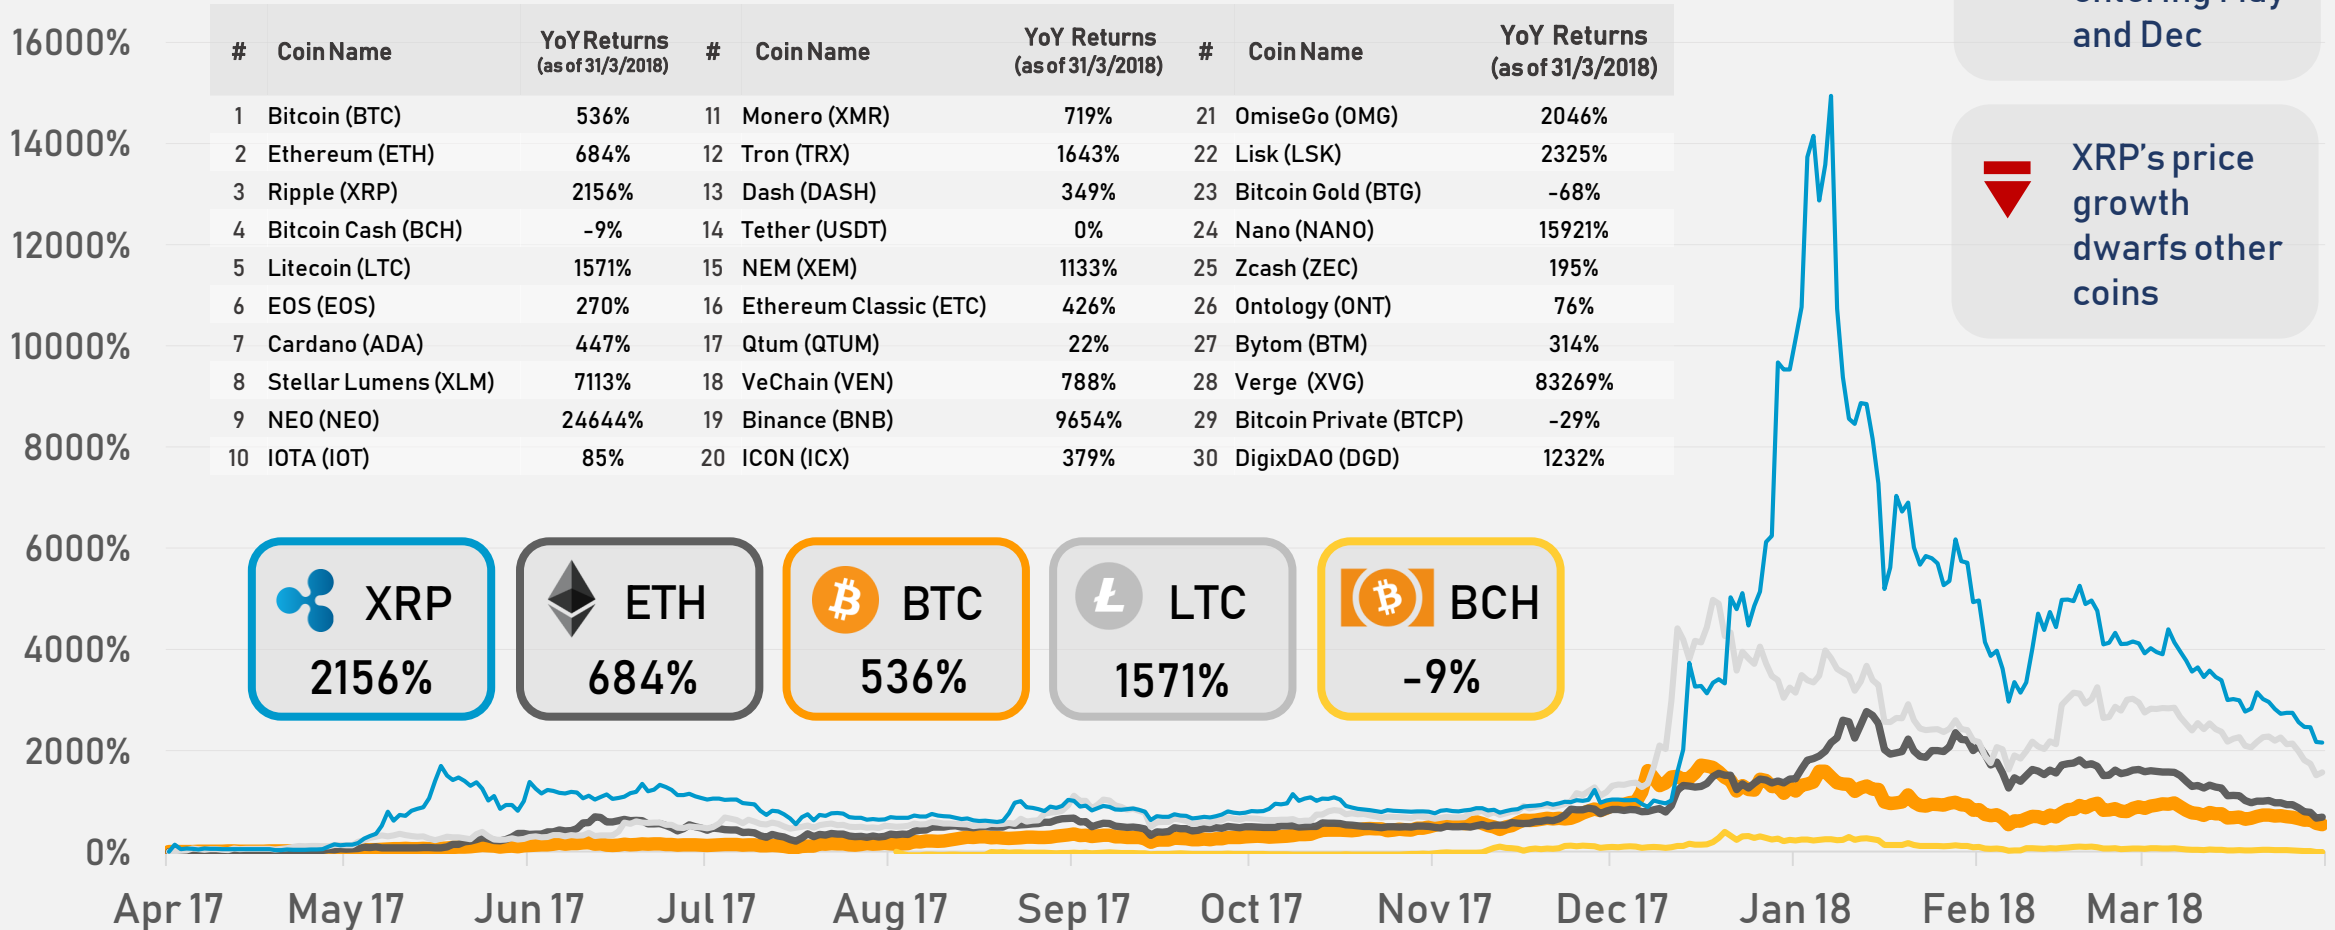 # Coin Name YoY Returns (as of 31/3/2018) # Coin Name YoY Returns (as of 31/3/2018) # Coin Name YoY Returns (as of 31/3/2018)
1 Bitcoin (BTC) 536% 11 Monero (XMR) 719% 21 OmiseGo (OMG) 2046%
2 Ethereum (ETH) 684% 12 Tron (TRX) 1643% 22 Lisk (LSK) 2325%
3 Ripple (XRP) 2156% 13 Dash (DASH) 349% 23 Bitcoin Gold (BTG) -68%
4 Bitcoin Cash (BCH) -9% 14 Tether (USDT) 0% 24 Nano (NANO) 15921%
5 Litecoin (LTC) 1571% 15 NEM (XEM) 1133% 25 Zcash (ZEC) 195%
6 EOS (EOS) 270% 16 Ethereum Classic (ETC) 426% 26 Ontology (ONT) 76%
7 Cardano (ADA) 447% 17 Qtum (QTUM) 22% 27 Bytom (BTM) 314%
8 Stellar Lumens (XLM) 7113% 18 VeChain (VEN) 788% 28 Verge (XVG) 83269%
9 NEO (NEO) 24644% 19 Binance (BNB) 9654% 29 Bitcoin Private (BTCP) -29%
10 IOTA (IOT) 85% 20 ICON (ICX) 379% 30 DigixDAO (DGD) 1232%
and Dec
XRP's price
growth
dwarfs other
coins
XRP
2156%
ETH
684%
BTC
536%
LTC
1571%
BCH
-9%
16000%
14000%
12000%
10000%
8000%
6000%
4000%
2000%
0%
Apr 17 May 17 Jun 17 Jul 17 Aug 17 Sep 17 Oct 17 Nov 17 Dec 17 Jan 18 Feb 18 Mar 18